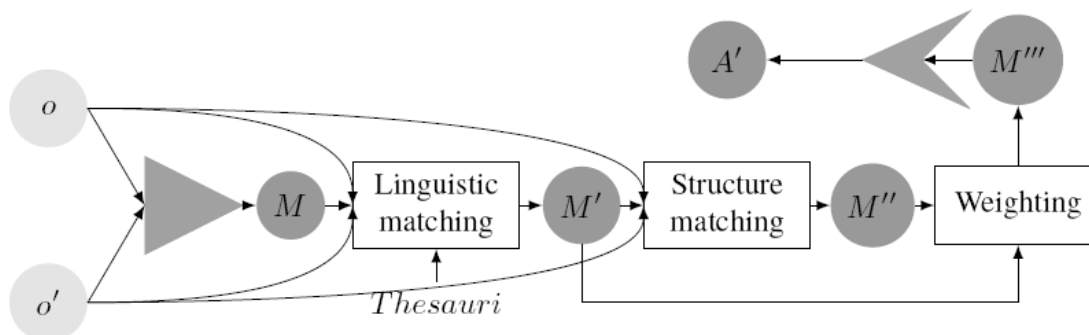 A′
M‴
o
M
Linguistic
matching
M′
Structure
matching
M″
Weighting
o′
Thesauri